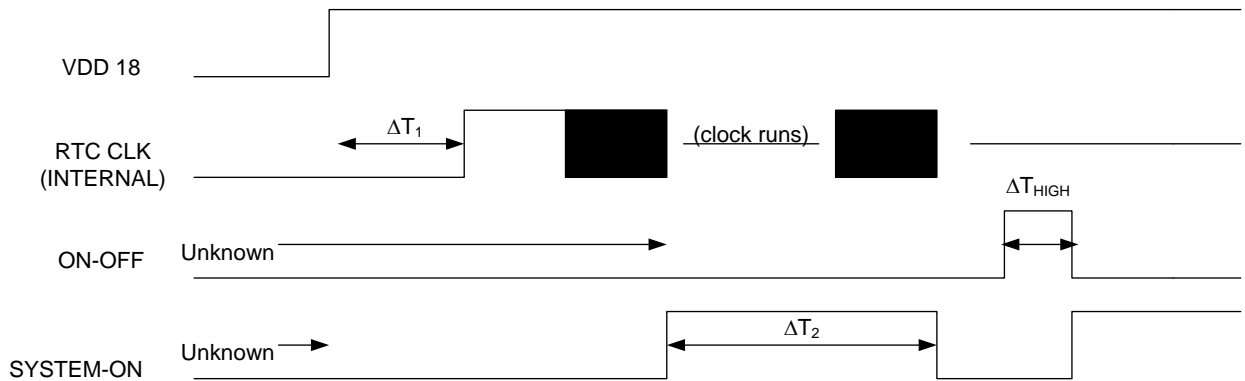 VDD 18
ΔT1
(clock runs)
RTC CLK
(INTERNAL)
ΔTHIGH
Unknown
ON-OFF
ΔT2
Unknown
SYSTEM-ON